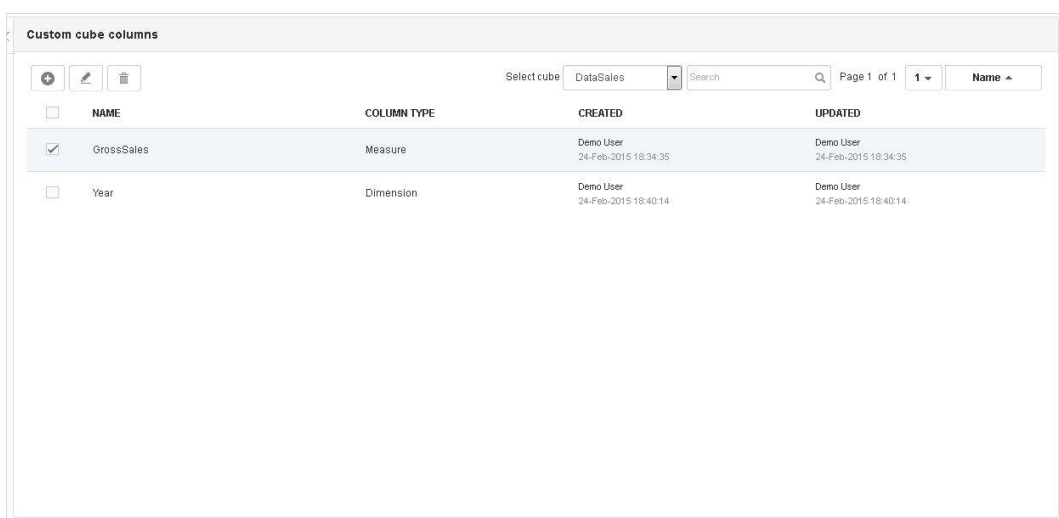 Custom cube columns
Select cube DataSales Search Page 1 of 1 1 Name
NAME COLUMN TYPE CREATED UPDATED
GrossSales Measure Demo User Demo User
24-Feb-2015 18:34:35 24-Feb-2015 18:34:35
Year Dimension Demo User Demo User
24-Feb-2015 18:40:14 24-Feb-2015 18:40:14